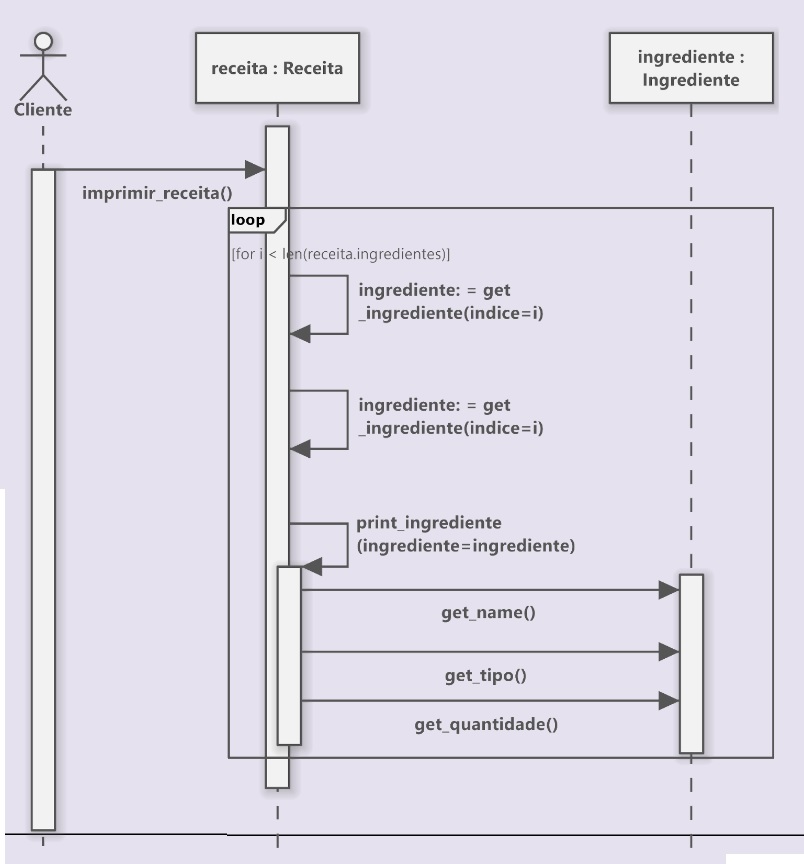 receita : Receita
ingrediente :
Ingrediente
Cliente
imprimir_receita()
loop
[for i < len(receita.ingredientes)]
ingrediente: = get
_ingrediente(indice=i)
ingrediente: = get
_ingrediente(indice=i)
print_ingrediente
(ingrediente=ingrediente)
get_name()
get_tipo()
get_quantidade()